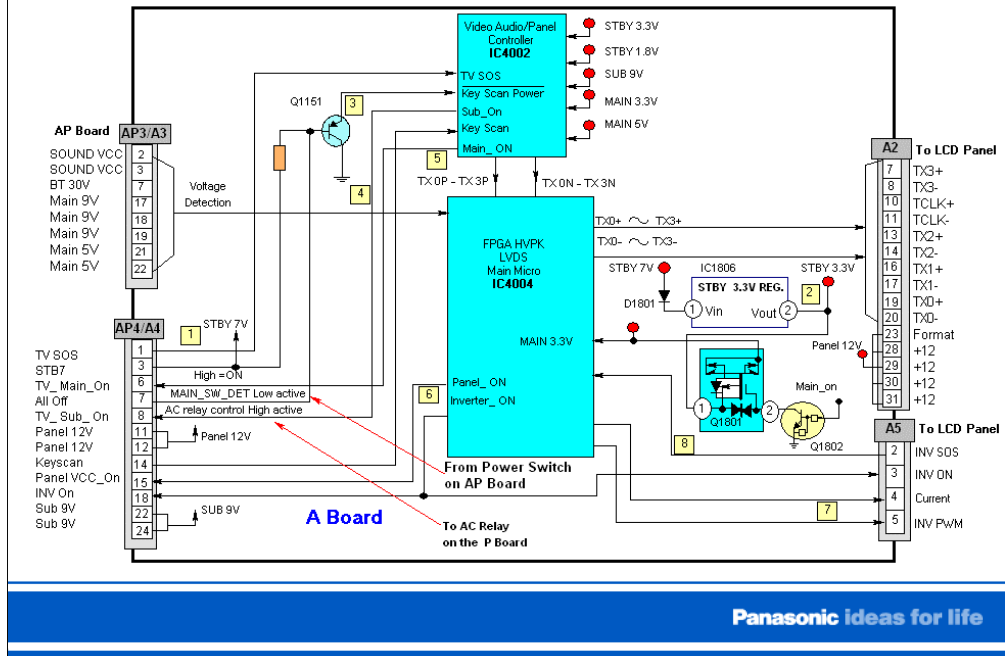 Video Audio/Panel
Controller
IC4002
TV SOS
Key Scan Power
Sub_On
Key Scan
Main_ ON
STBY 3.3V
STBY 1.8V
SUB 9V
MAIN 3.3V
MAIN 5V
Q1151
3
4
5
TX0P - TX3P
TX0N - TX3N
AP Board
AP3/A3
SOUND VCC 2
SOUND VCC 3
BT 30V 7
Main 9V 17
Main 9V 18
Main 9V 19
Main 5V 21
Main 5V 22
Voltage
Detection
FPGA HVPK
LVDS
Main Micro
IC4004
MAIN 3.3V
Panel_ ON
Inverter_ ON
TX0+ ~ TX3+
TX0- ~ TX3-
STBY 7V
IC1806
STBY 3.3V
STBY 3.3V REG.
D1801
1 Vin
Vout 2
2
A2 To LCD Panel
7 TX3+
8 TX3-
10 TCLK+
11 TCLK-
13 TX2+
14 TX2-
16 TX1+
17 TX1-
19 TX0+
20 TX0-
23 Format
28 +12
29 +12
30 +12
31 +12
Panel 12V
1
2
Q1801
Main_on
Q1802
AP4/A4
1
STBY 7V
TV SOS 1
STB7 3
TV_ Main_On 6
All Off 7
TV_ Sub_ On 8
Panel 12V 11
Panel 12V 12
Keyscan 14
Panel VCC_On 15
INV On 18
Sub 9V 22
Sub 9V 24
High =ON
MAIN_SW_DET Low active
AC relay control High active
Panel 12V
SUB 9V
6
8
7
From Power Switch
on AP Board
To AC Relay
on the P Board
A Board
A5 To LCD Panel
2 INV SOS
3 INV ON
4 Current
5 INV PWM
Panasonic ideas for life